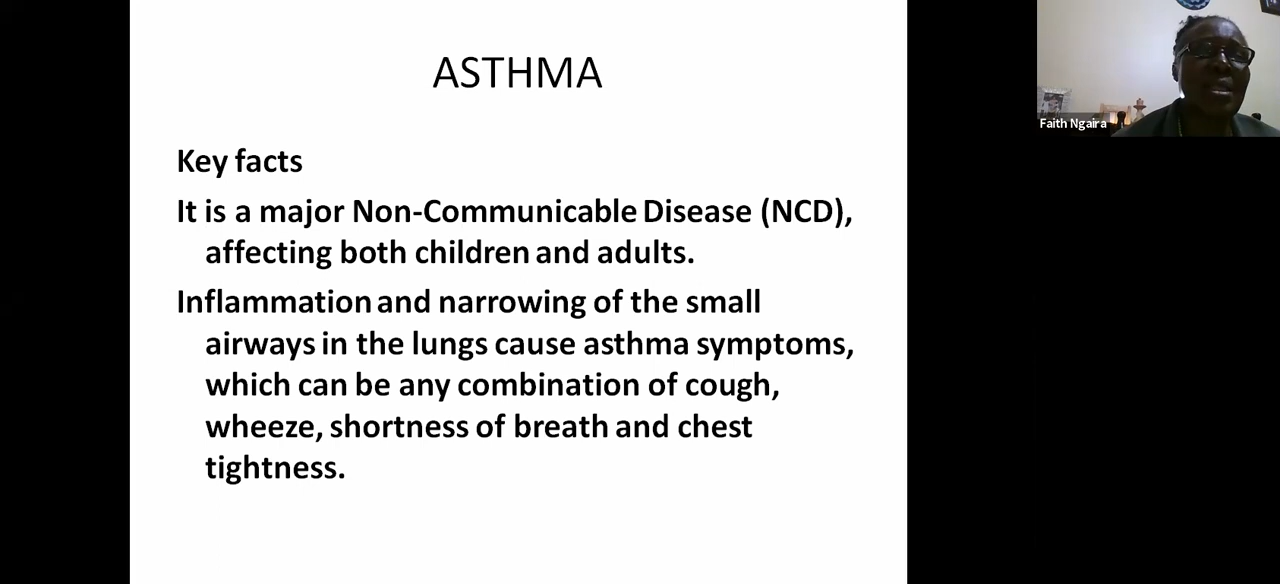 ASTHMA
Key facts
It is a major Non-Communicable Disease (NCD),
affecting both children and adults.
Inflammation and narrowing of the small
airways in the lungs cause asthma symptoms,
which can be any combination of cough,
wheeze, shortness of breath and chest
tightness.
Faith Ngaira